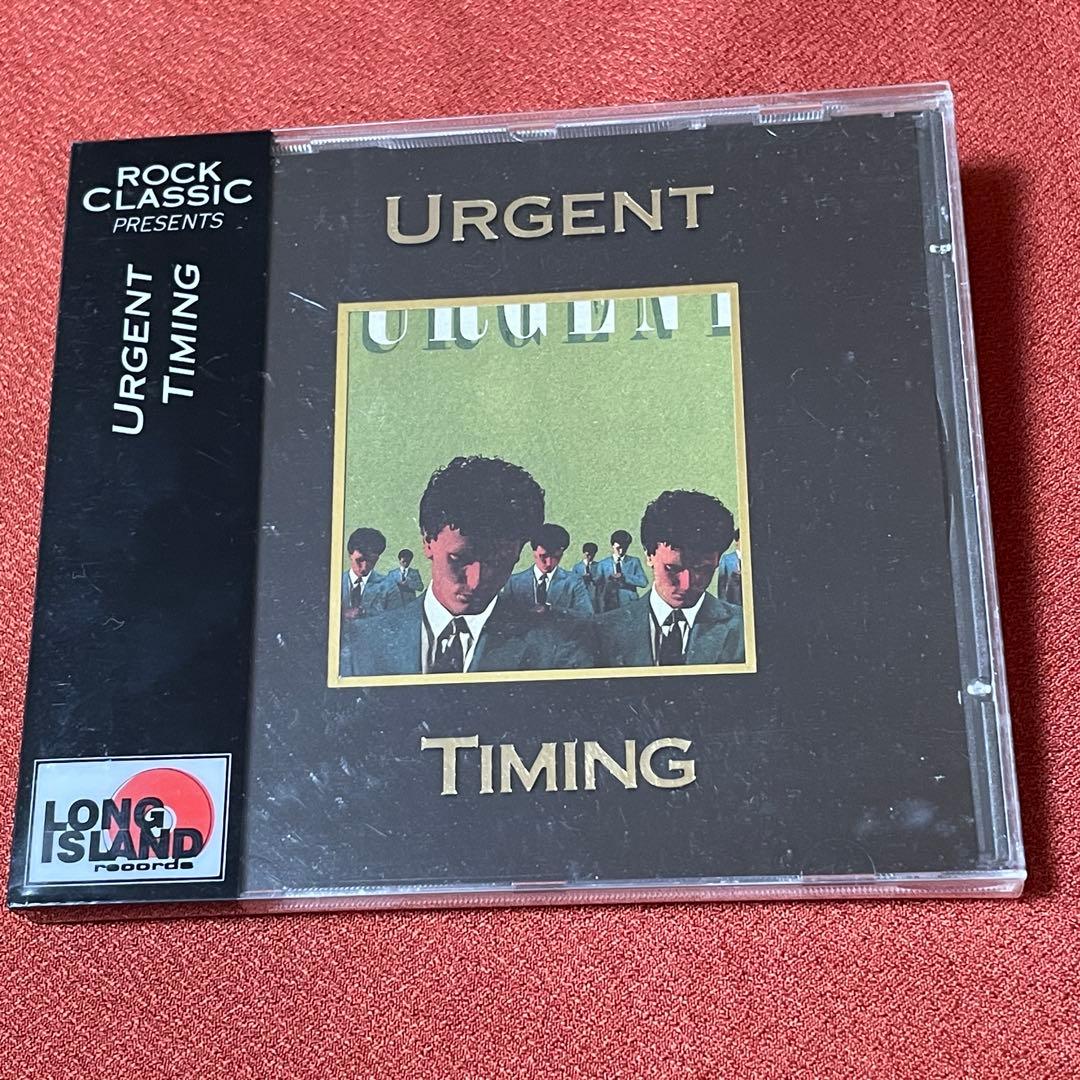 ROCK
CLASSIC
PRESENTS
URGENT
TIMING
LONG
ISLAND
records
URGENT
URGENT
TIMING